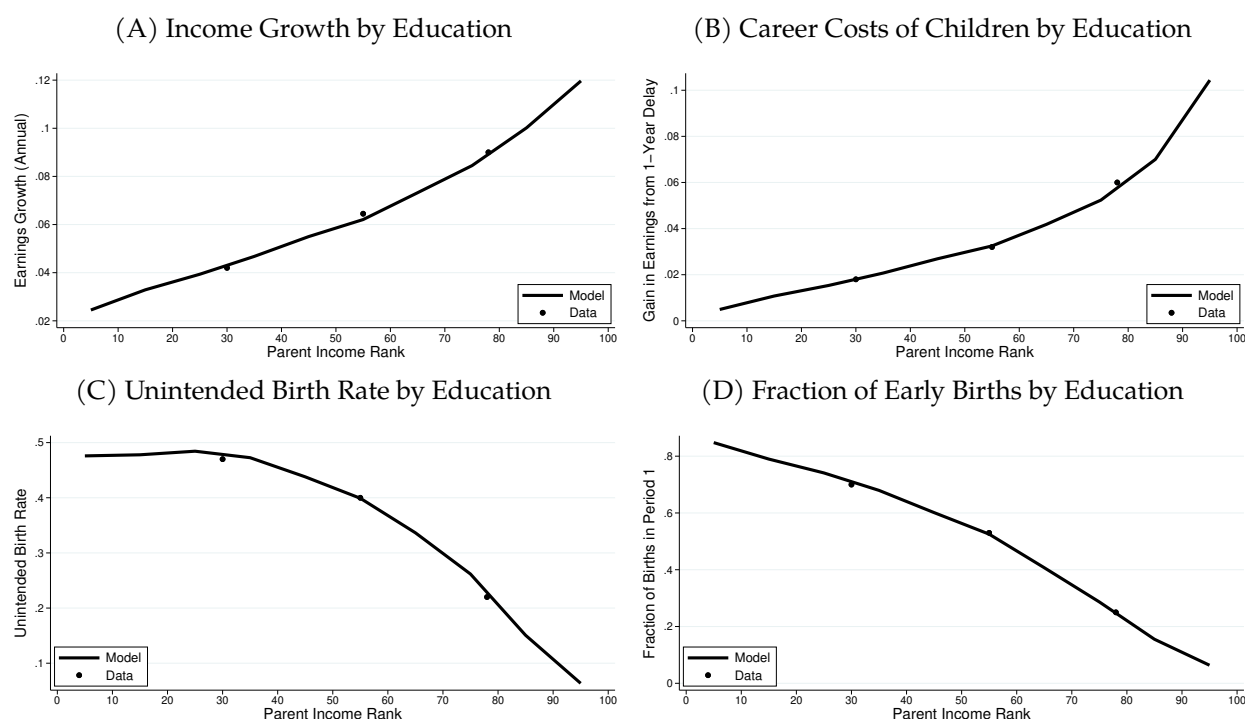 (A) Income Growth by Education
Earnings Growth (Annual)
.12
.1
.08
.06
.04
.02
0 10 20 30 40 50 60 70 80 90 100
Parent Income Rank
Model
Data
(B) Career Costs of Children by Education
Gain in Earnings from 1−Year Delay
.1
.08
.06
.04
.02
0
0 10 20 30 40 50 60 70 80 90 100
Parent Income Rank
Model
Data
(C) Unintended Birth Rate by Education
Unintended Birth Rate
.5
.4
.3
.2
.1
0 10 20 30 40 50 60 70 80 90 100
Parent Income Rank
Model
Data
(D) Fraction of Early Births by Education
Fraction of Births in Period 1
.8
.6
.4
.2
0
0 10 20 30 40 50 60 70 80 90 100
Parent Income Rank
Model
Data